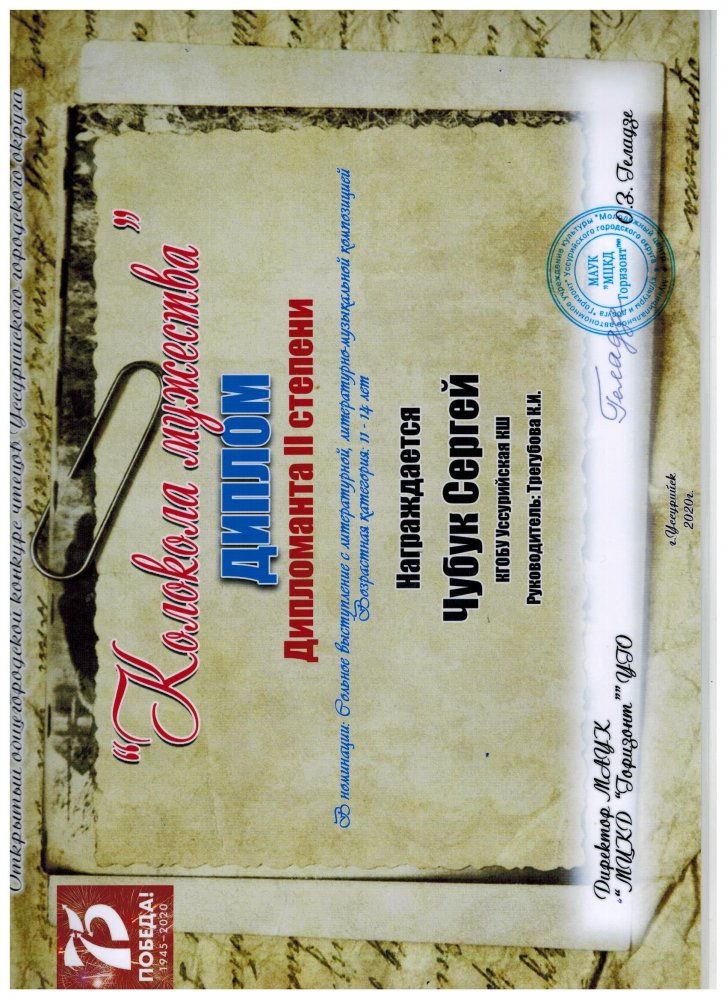 Открытый общегородской конкурс чтецов Уссурийского городского округа
“Колокола мужества”
ДИПЛОМ
Дипломанта II степени
В номинации: Сольное выступление с литературной, литературно-музыкальной композицией
Возрастная категория: 11 - 14 лет
Награждается
Чубук Сергей
КГОБУ Уссурийская КШ
Руководитель: Трегубова К.И.
Директор МАУК
“МЦКД “Горизонт”” УГО
О.З. Геладзе
МАУК
"МЦКД
Горизонт"
г.Уссурийск
2020г.
75
ПОБЕДА!
1945–2020